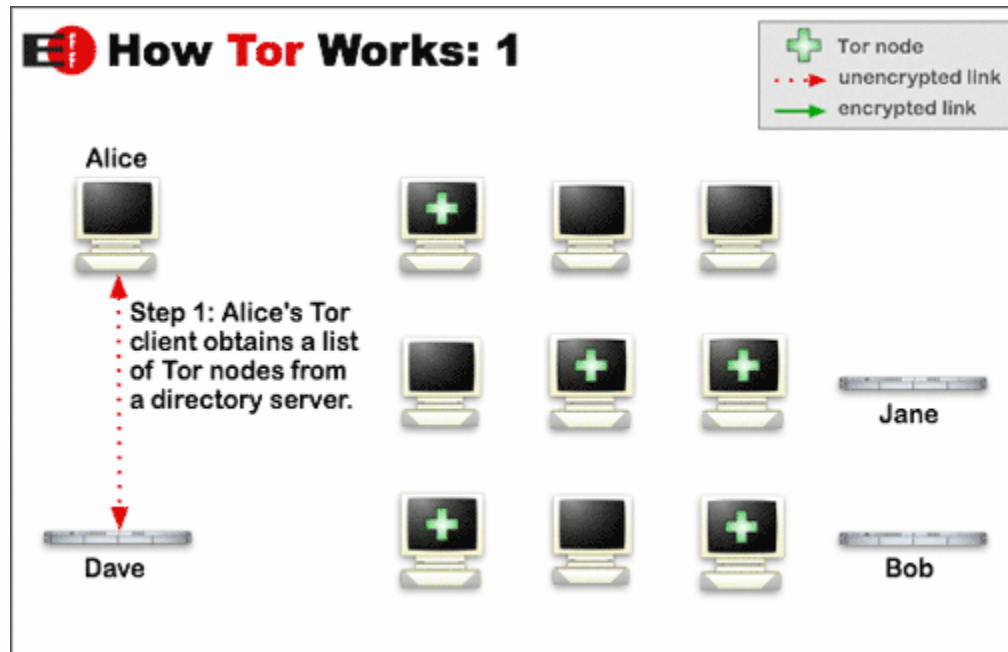 EFF How Tor Works: 1
Tor node
unencrypted link
encrypted link
Alice
Step 1: Alice's Tor
client obtains a list
of Tor nodes from
a directory server.
Jane
Dave
Bob